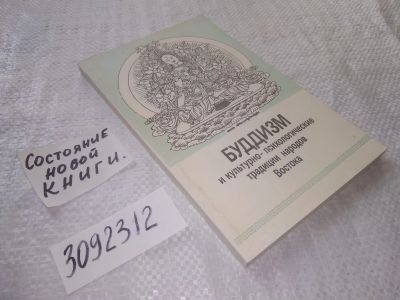 БУДДИЗМ
и культурно-психологические
традиции народов
Востока
Состояние
новой
книги.
3092312